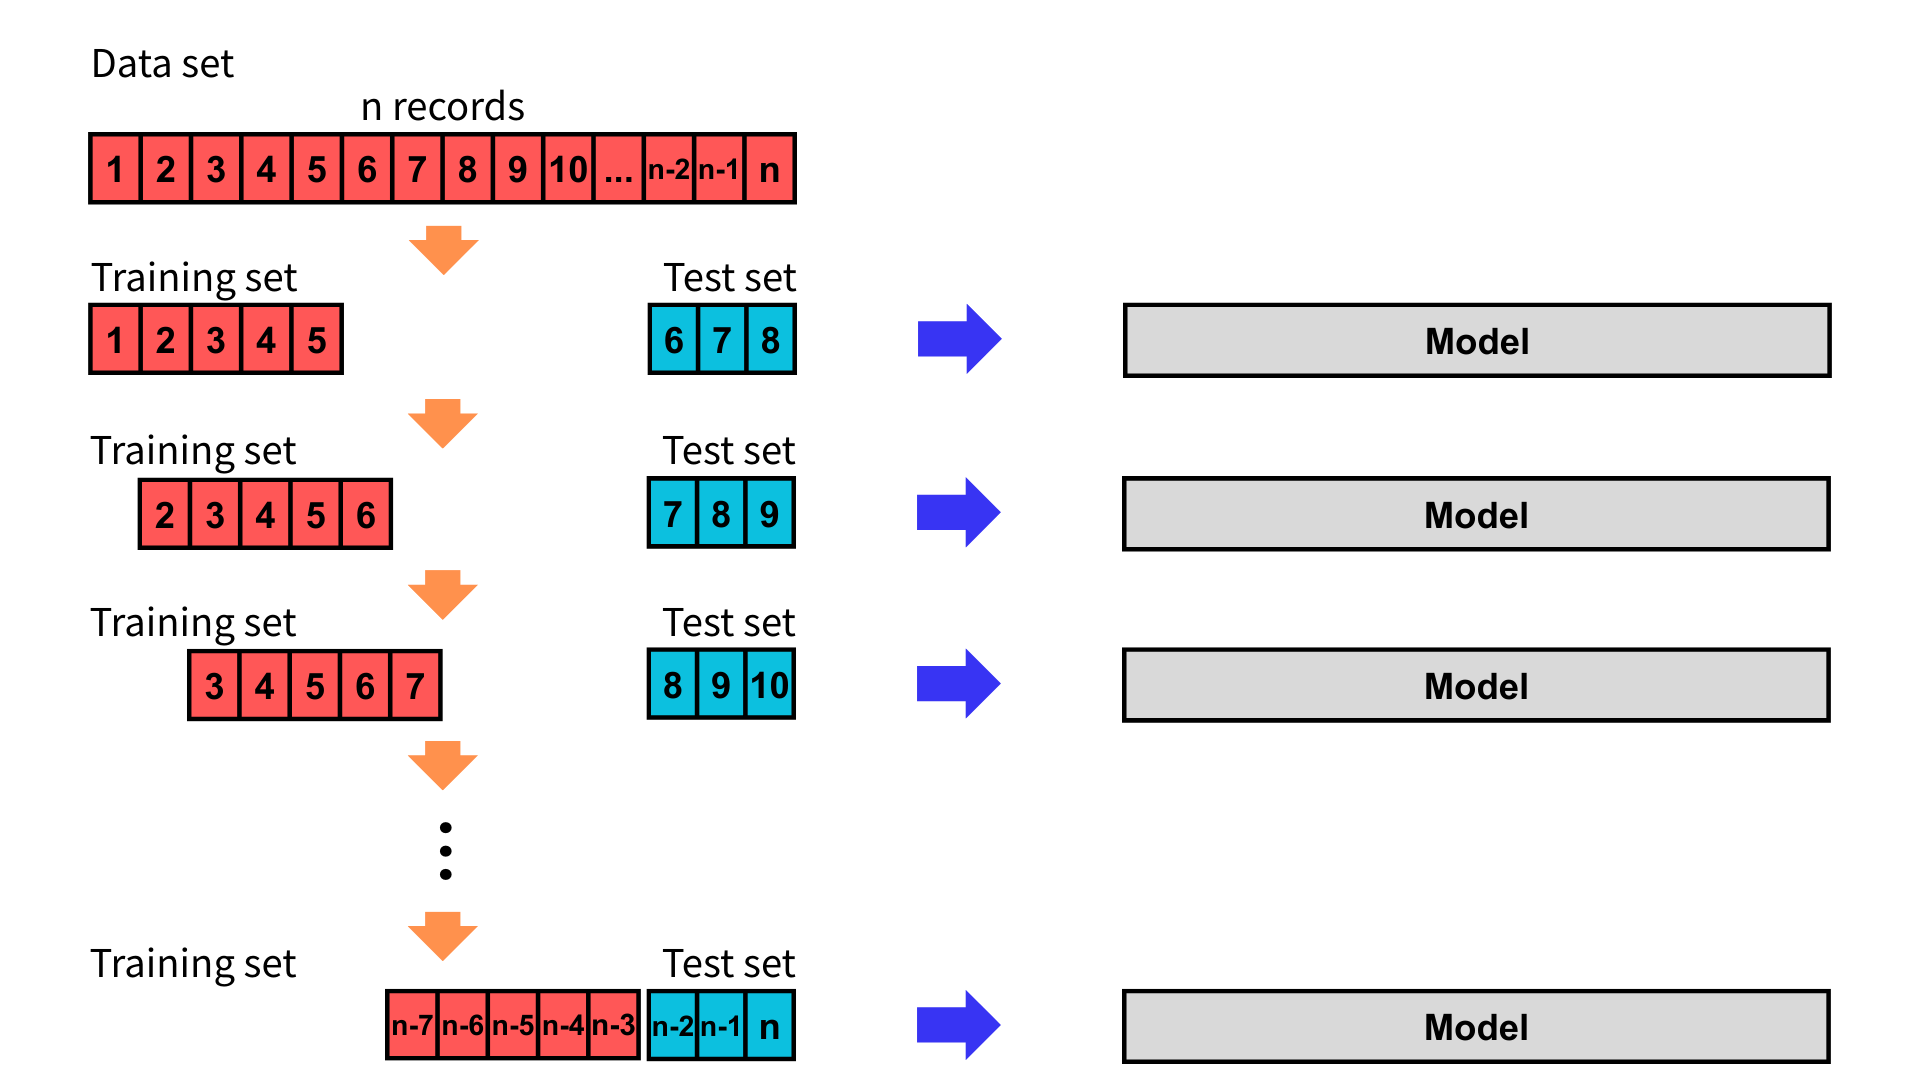 Data set
n records
1 2 3 4 5 6 7 8 9 10 ... n-2 n-1 n
Training set Test set
1 2 3 4 5 6 7 8 Model
Training set Test set
2 3 4 5 6 7 8 9 Model
Training set Test set
3 4 5 6 7 8 9 10 Model
Training set Test set
n-7 n-6 n-5 n-4 n-3 n-2 n-1 n Model